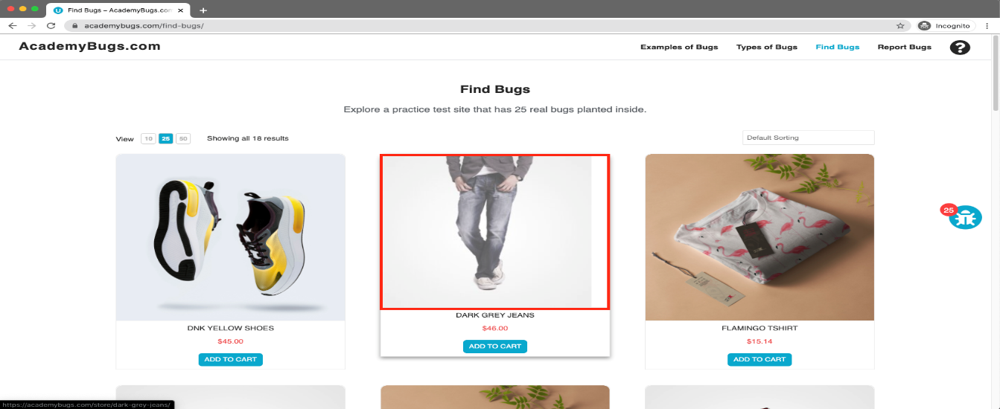 Find Bugs – AcademyBugs.com
academybugs.com/find-bugs/
Incognito
AcademyBugs.com
Examples of Bugs
Types of Bugs
Find Bugs
Report Bugs
?
Find Bugs
Explore a practice test site that has 25 real bugs planted inside.
View 10 25 50 Showing all 18 results
Default Sorting
25
DNK YELLOW SHOES
$45.00
ADD TO CART
DARK GREY JEANS
$46.00
ADD TO CART
FLAMINGO TSHIRT
$15.14
ADD TO CART
https://academybugs.com/store/dark-grey-jeans/